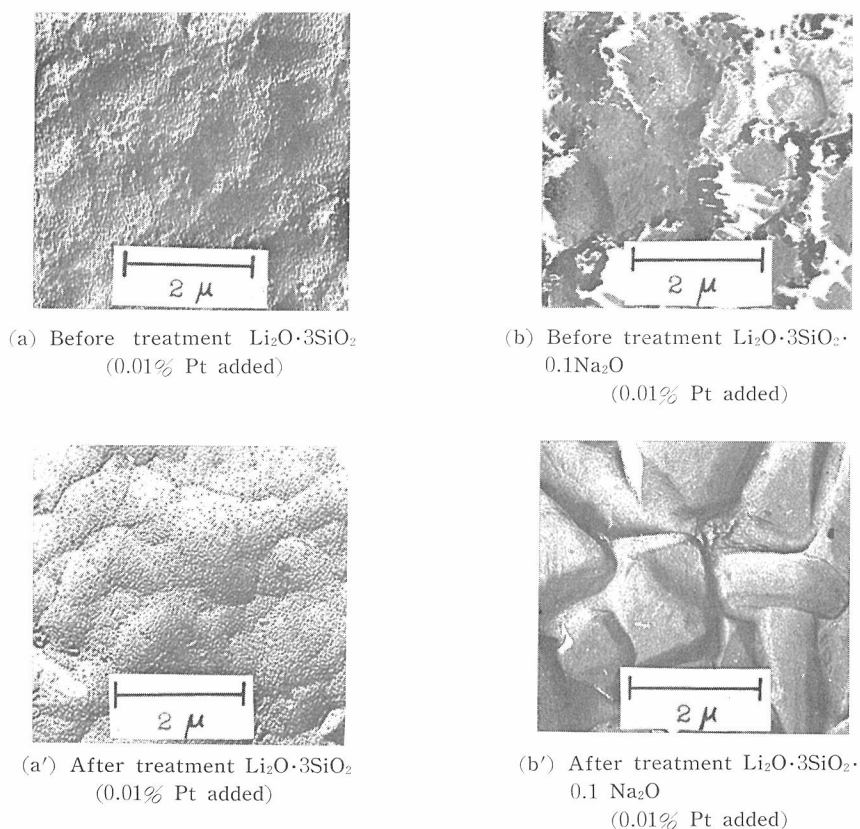 2 μ
2 μ
(a) Before treatment Li₂O·3SiO₂
(0.01% Pt added)
(b) Before treatment Li₂O·3SiO₂·
0.1Na₂O
(0.01% Pt added)
2 μ
2 μ
(a′) After treatment Li₂O·3SiO₂
(0.01% Pt added)
(b′) After treatment Li₂O·3SiO₂·
0.1 Na₂O
(0.01% Pt added)